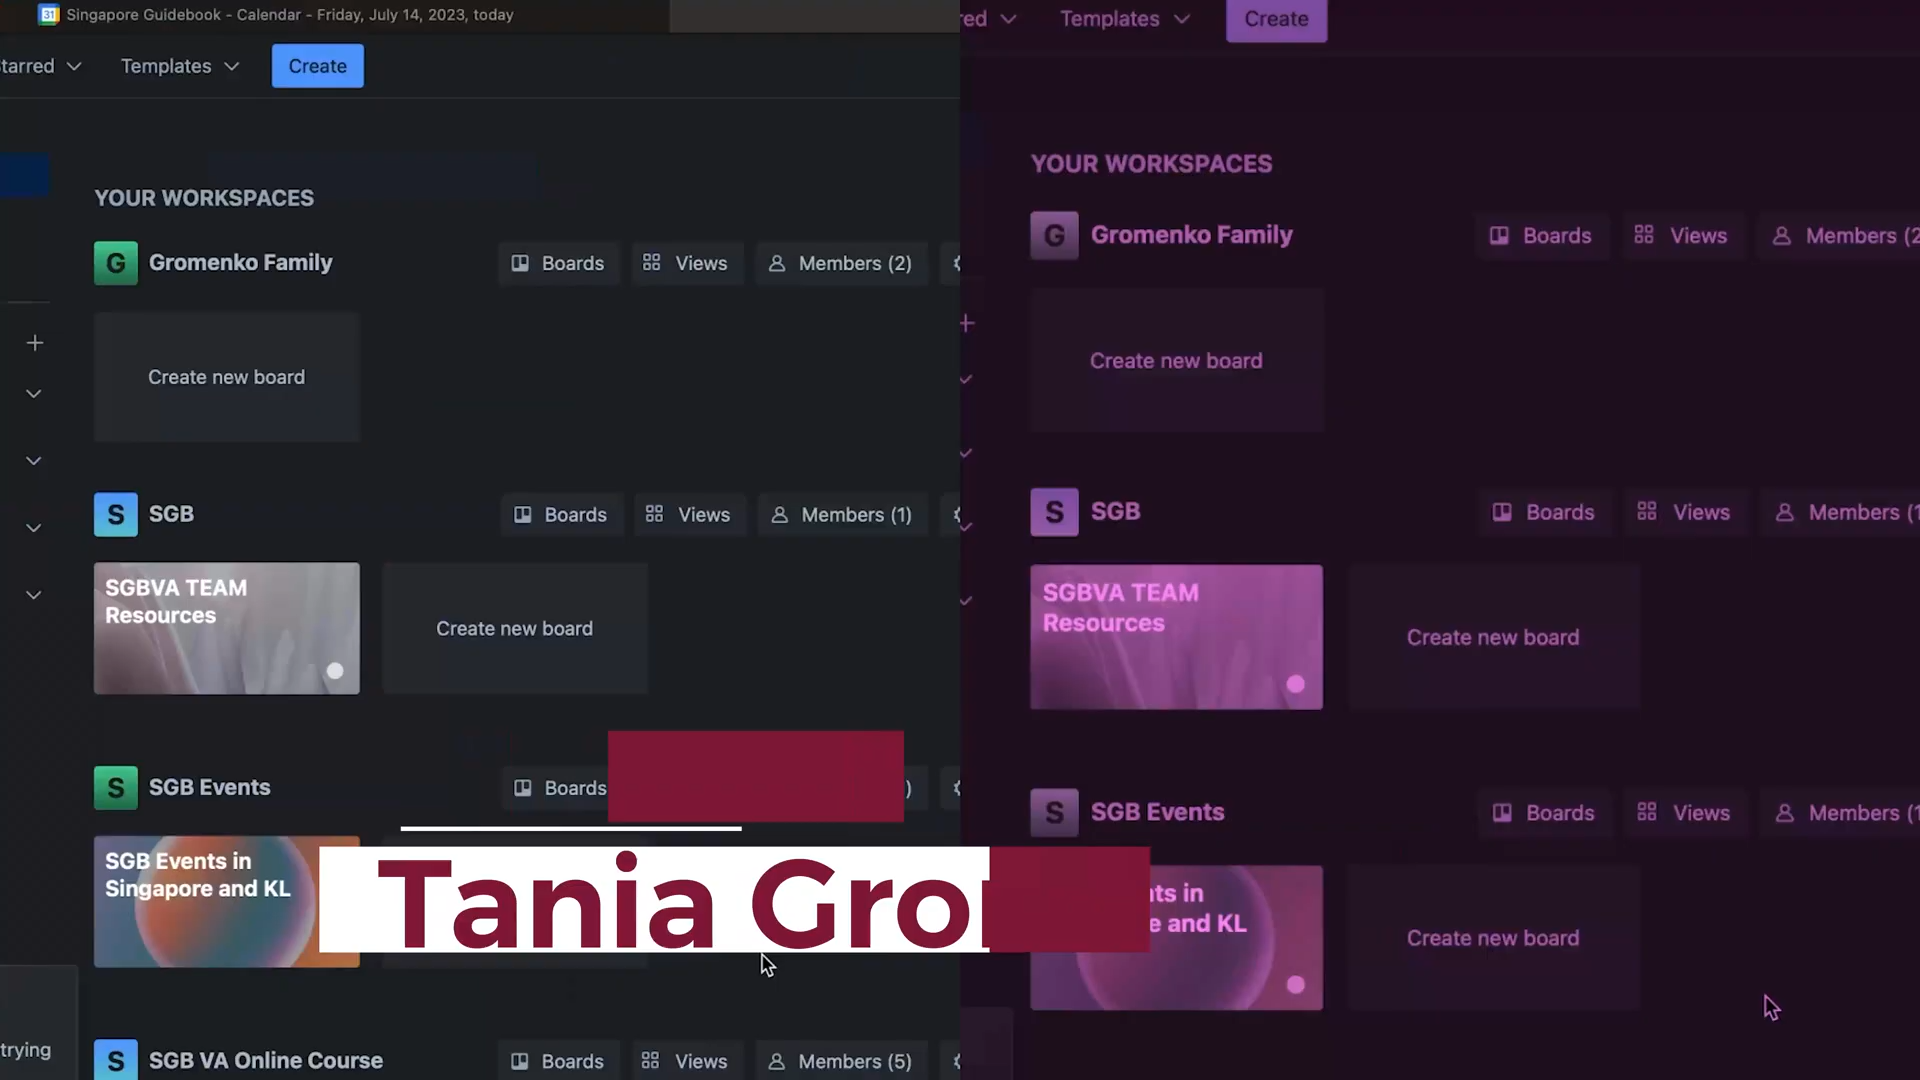 31 Singapore Guidebook - Calendar - Friday, July 14, 2023, today
tarred Templates Create
YOUR WORKSPACES
G Gromenko Family Boards Views Members (2)
Create new board
S SGB Boards Views Members (1)
SGBVA TEAM
Resources
Create new board
S SGB Events Boards )
SGB Events in
Singapore and KL
Tania Gro
trying
S SGB VA Online Course Boards Views Members (5)
red Templates Create
YOUR WORKSPACES
G Gromenko Family Boards Views Members (2
Create new board
S SGB Boards Views Members (1
SGBVA TEAM
Resources
Create new board
S SGB Events Boards Views Members (1
nts in
e and KL
Create new board